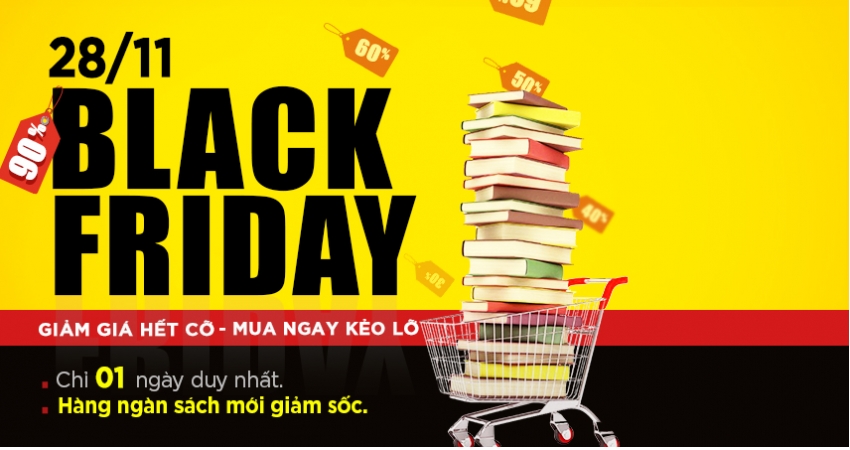 28/11
60%
50%
90%
BLACK
FRIDAY
40%
GIẢM GIÁ HẾT CỠ - MUA NGAY KẺO LỠ
Chỉ 01 ngày duy nhất.
Hàng ngàn sách mới giảm sốc.